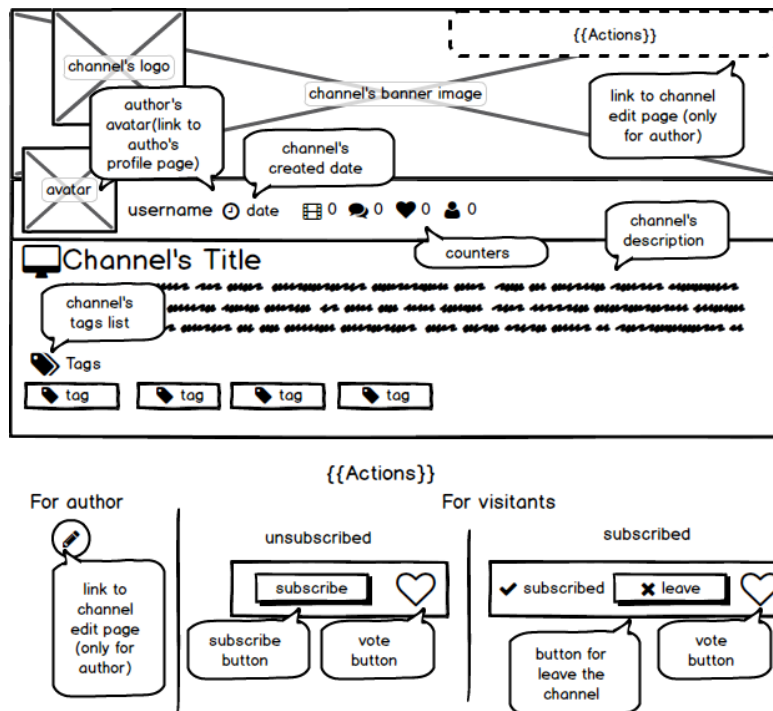 {{Actions}}
channel's logo
channel's banner image
author's
avatar(link to
autho's
profile page)
link to channel
edit page (only
for author)
channel's
created date
avatar
username date 0 0 0 0
channel's
description
counters
Channel's Title
channel's
tags list
Tags
tag tag tag tag
{{Actions}}
For author
For visitants
unsubscribed
subscribed
subscribe
subscribed leave
link to
channel
edit page
(only for
author)
subscribe
button
vote
button
button for
leave the
channel
vote
button